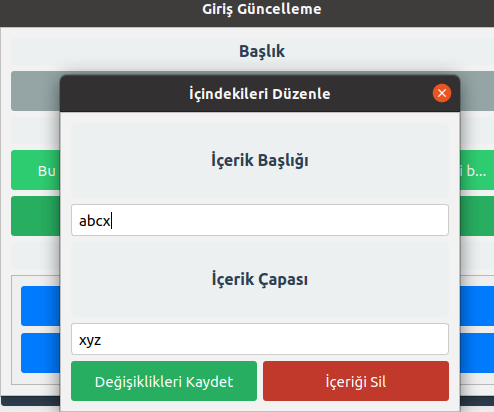 Giriş Güncelleme
Başlık
İçindekileri Düzenle
İçerik Başlığı
Bu
i b...
abcx
İçerik Çapası
xyz
Değişiklikleri Kaydet
İçeriği Sil